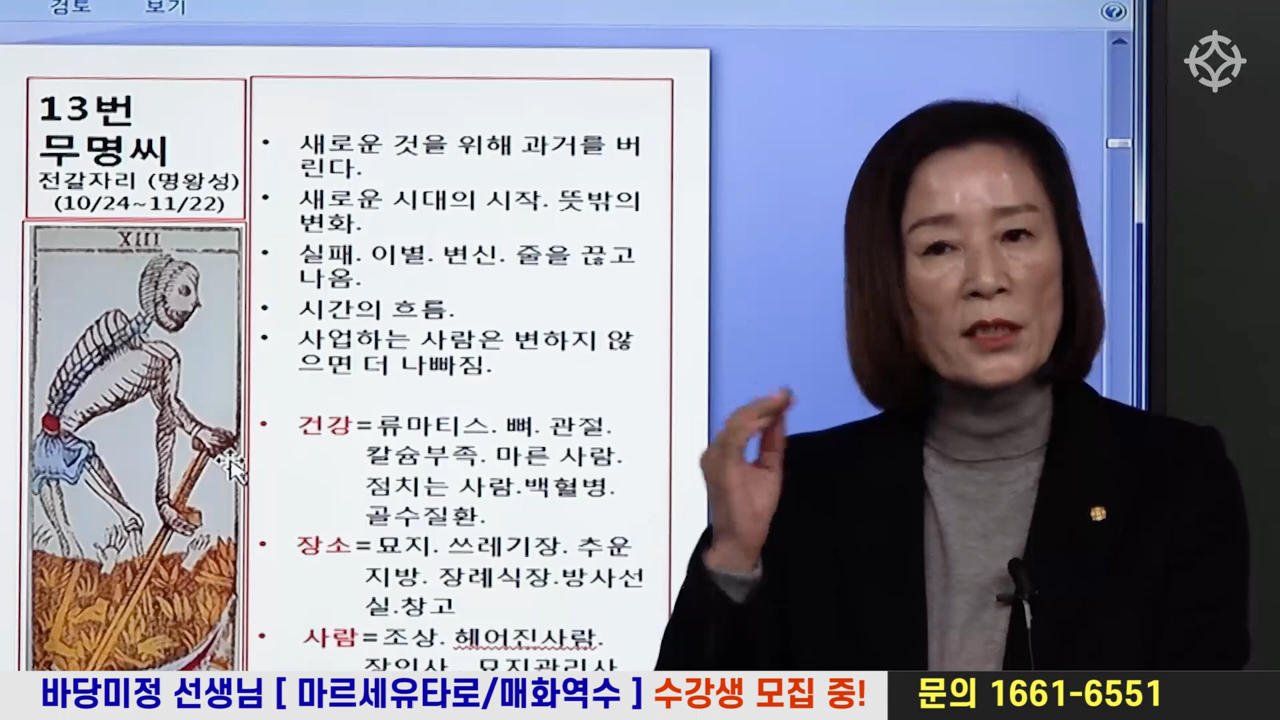 검토 보기
13번
무명씨
전갈자리 (명왕성)
(10/24~11/22)
XIII
• 새로운 것을 위해 과거를 버
린다.
• 새로운 시대의 시작. 뜻밖의
변화.
• 실패. 이별. 변신. 줄을 끊고
나옴.
• 시간의 흐름.
• 사업하는 사람은 변하지 않
으면 더 나빠짐.
• 건강=류마티스. 뼈. 관절.
칼슘부족. 마른 사람.
점치는 사람.백혈병.
골수질환.
• 장소=묘지. 쓰레기장. 추운
지방. 장례식장.방사선
실.창고
• 사람=조상. 헤어진사람.
장의사. 묘지관리사
바당미정 선생님 [ 마르세유타로/매화역수 ] 수강생 모집 중!
문의 1661-6551